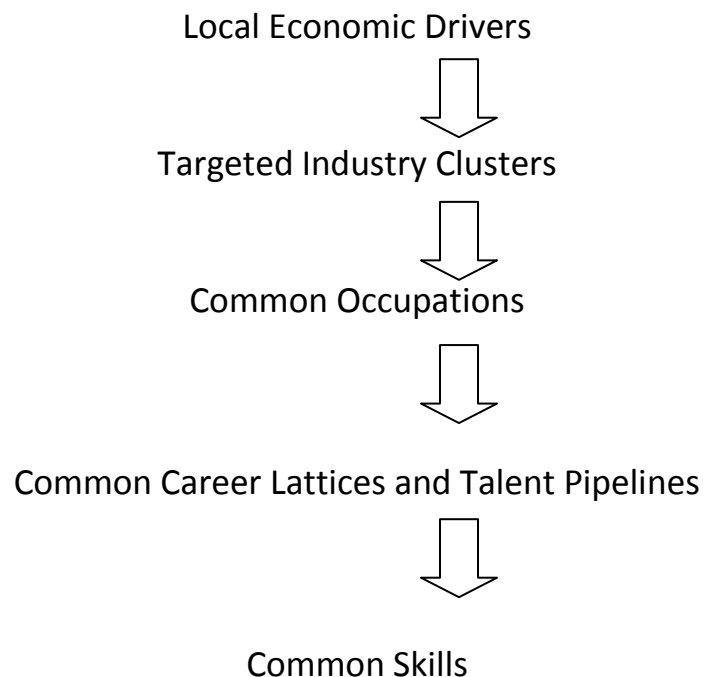 Local Economic Drivers
Targeted Industry Clusters
Common Occupations
Common Career Lattices and Talent Pipelines
Common Skills